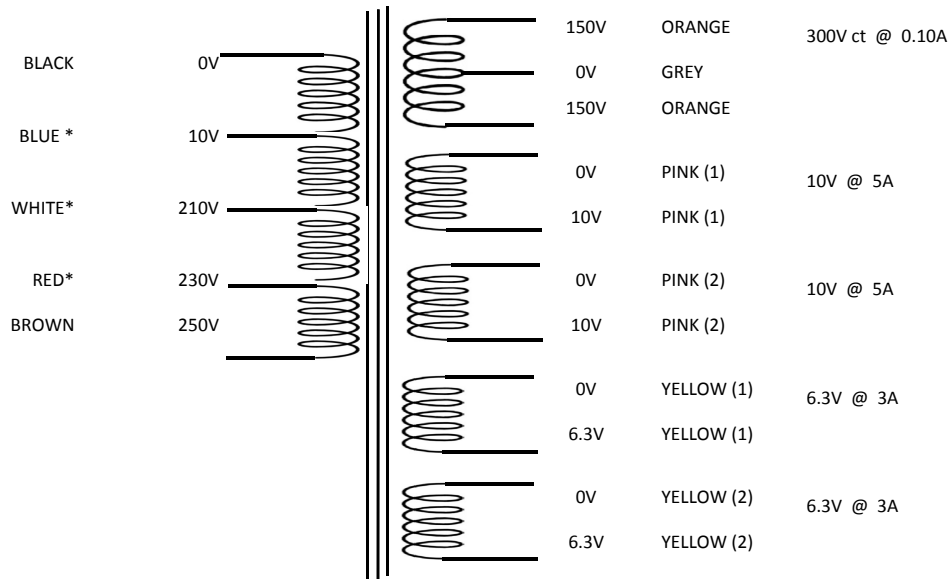 BLACK 0V
BLUE * 10V
WHITE* 210V
RED* 230V
BROWN 250V
150V ORANGE 300V ct @ 0.10A
0V GREY
150V ORANGE
0V PINK (1) 10V @ 5A
10V PINK (1)
0V PINK (2) 10V @ 5A
10V PINK (2)
0V YELLOW (1) 6.3V @ 3A
6.3V YELLOW (1)
0V YELLOW (2) 6.3V @ 3A
6.3V YELLOW (2)